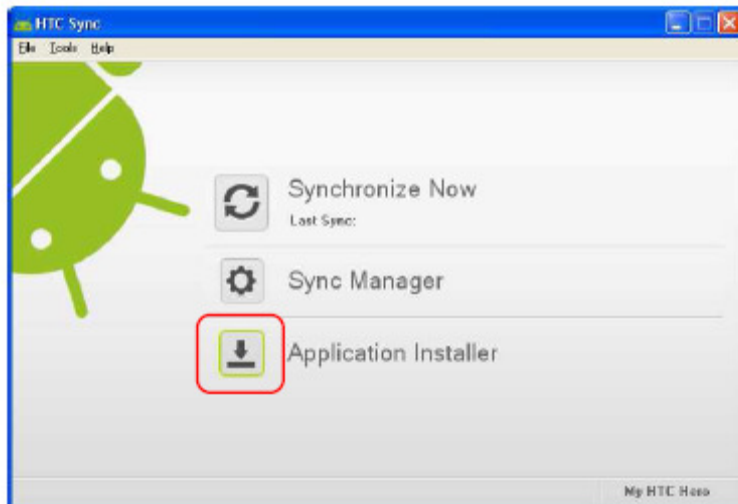 HTC Sync
File Tools Help
Synchronize Now
Last Sync:
Sync Manager
Application Installer
My HTC Hero